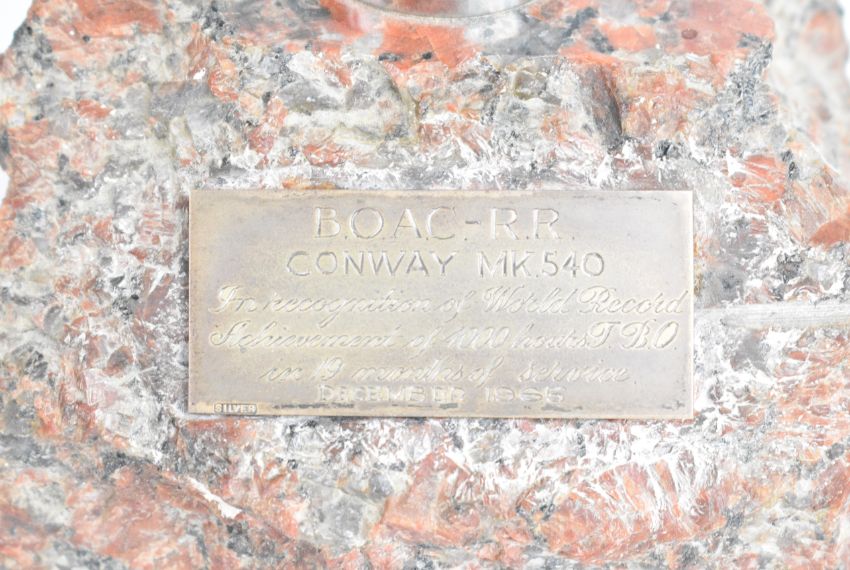 B.O.A.C.-R.R.
CONWAY MK.540
In recognition of World Record
Achievement of 4000 hours T.B.O
in 19 months of service
DECEMBER 1965
SILVER